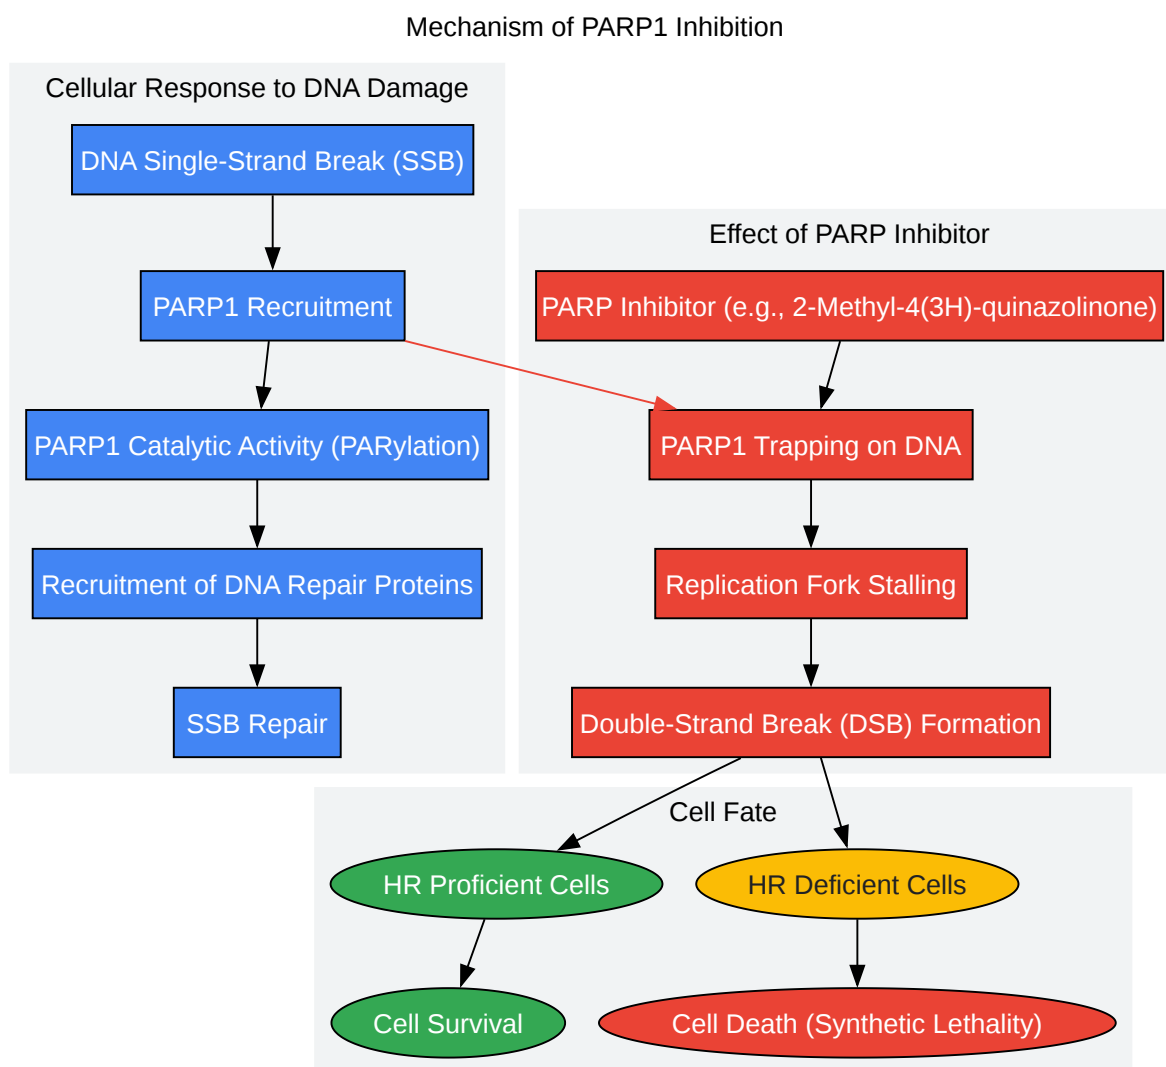 Mechanism of PARP1 Inhibition
Cellular Response to DNA Damage
DNA Single-Strand Break (SSB)
PARP1 Recruitment
PARP1 Catalytic Activity (PARylation)
Recruitment of DNA Repair Proteins
SSB Repair
Effect of PARP Inhibitor
PARP Inhibitor (e.g., 2-Methyl-4(3H)-quinazolinone)
PARP1 Trapping on DNA
Replication Fork Stalling
Double-Strand Break (DSB) Formation
Cell Fate
HR Proficient Cells
HR Deficient Cells
Cell Survival
Cell Death (Synthetic Lethality)